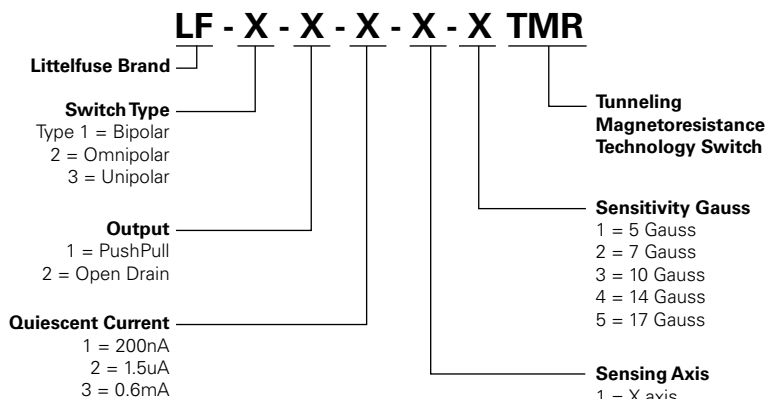 LF - X - X - X - X - X TMR
Littelfuse Brand
Switch Type
Type 1 = Bipolar
2 = Omnipolar
3 = Unipolar
Output
1 = PushPull
2 = Open Drain
Quiescent Current
1 = 200nA
2 = 1.5uA
3 = 0.6mA
Tunneling
Magnetoresistance
Technology Switch
Sensitivity Gauss
1 = 5 Gauss
2 = 7 Gauss
3 = 10 Gauss
4 = 14 Gauss
5 = 17 Gauss
Sensing Axis
1 = X axis